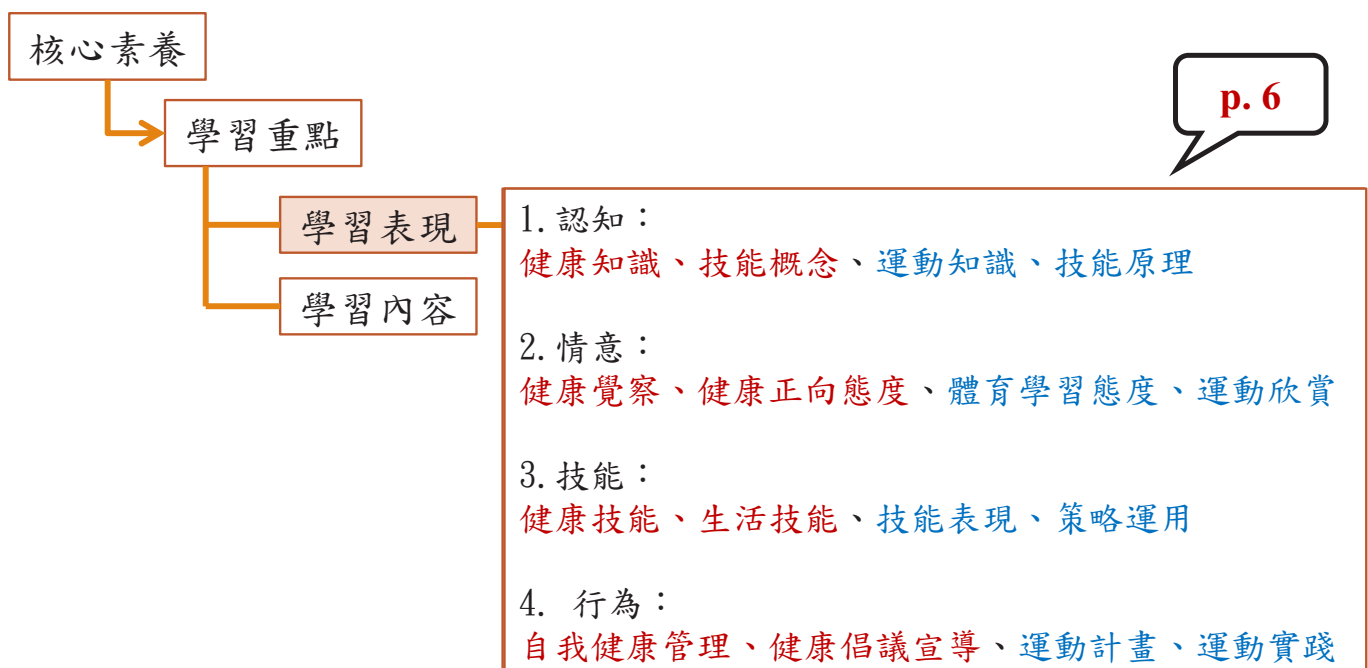 核心素養
p. 6
學習重點
學習表現
學習內容
1.認知：
健康知識、技能概念、運動知識、技能原理
2.情意：
健康覺察、健康正向態度、體育學習態度、運動欣賞
3.技能：
健康技能、生活技能、技能表現、策略運用
4. 行為：
自我健康管理、健康倡議宣導、運動計畫、運動實踐